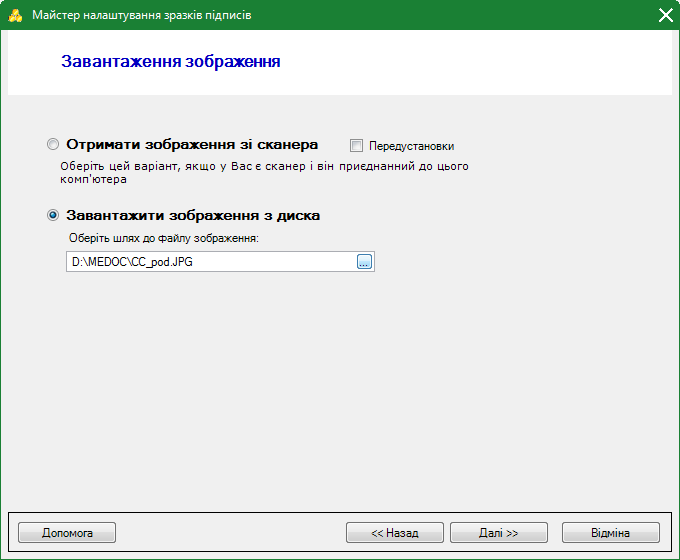 Майстер налаштування зразків підписів
Завантаження зображення
Отримати зображення зі сканера
Передустановки
Оберіть цей варіант, якщо у Вас є сканер і він приєднанний до цього
комп'ютера
Завантажити зображення з диска
Оберіть шлях до файлу зображення:
D:\MEDOC\CC_pod.JPG
...
Допомога
<< Назад
Далі >>
Відміна